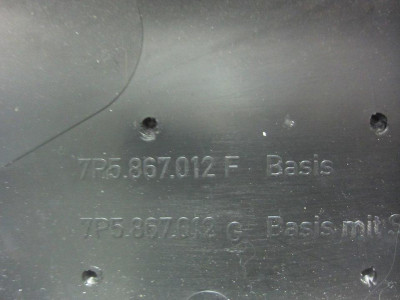 7P5.867.012 F Basis
7P5.867.012 G Basis mit S